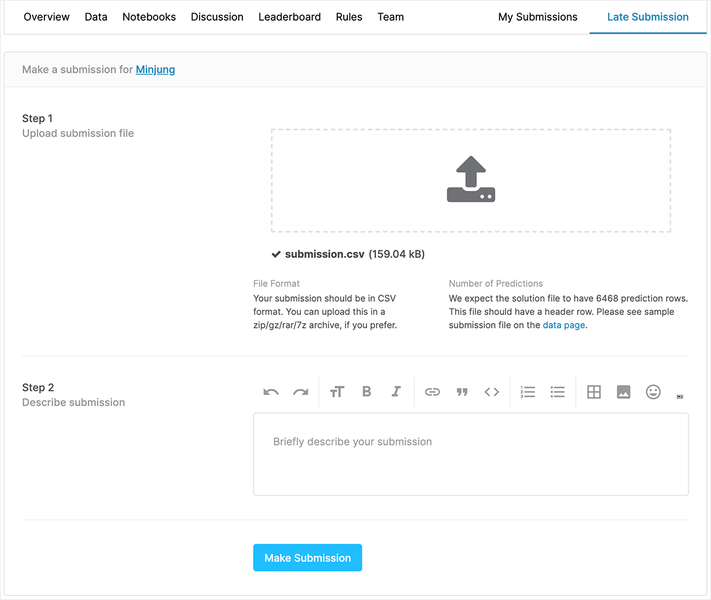 Overview Data Notebooks Discussion Leaderboard Rules Team My Submissions Late Submission
Make a submission for Minjung
Step 1
Upload submission file
submission.csv (159.04 kB)
File Format
Your submission should be in CSV
format. You can upload this in a
zip/gz/rar/7z archive, if you prefer.
Number of Predictions
We expect the solution file to have 6468 prediction rows.
This file should have a header row. Please see sample
submission file on the data page.
Step 2
Describe submission
Briefly describe your submission
Make Submission